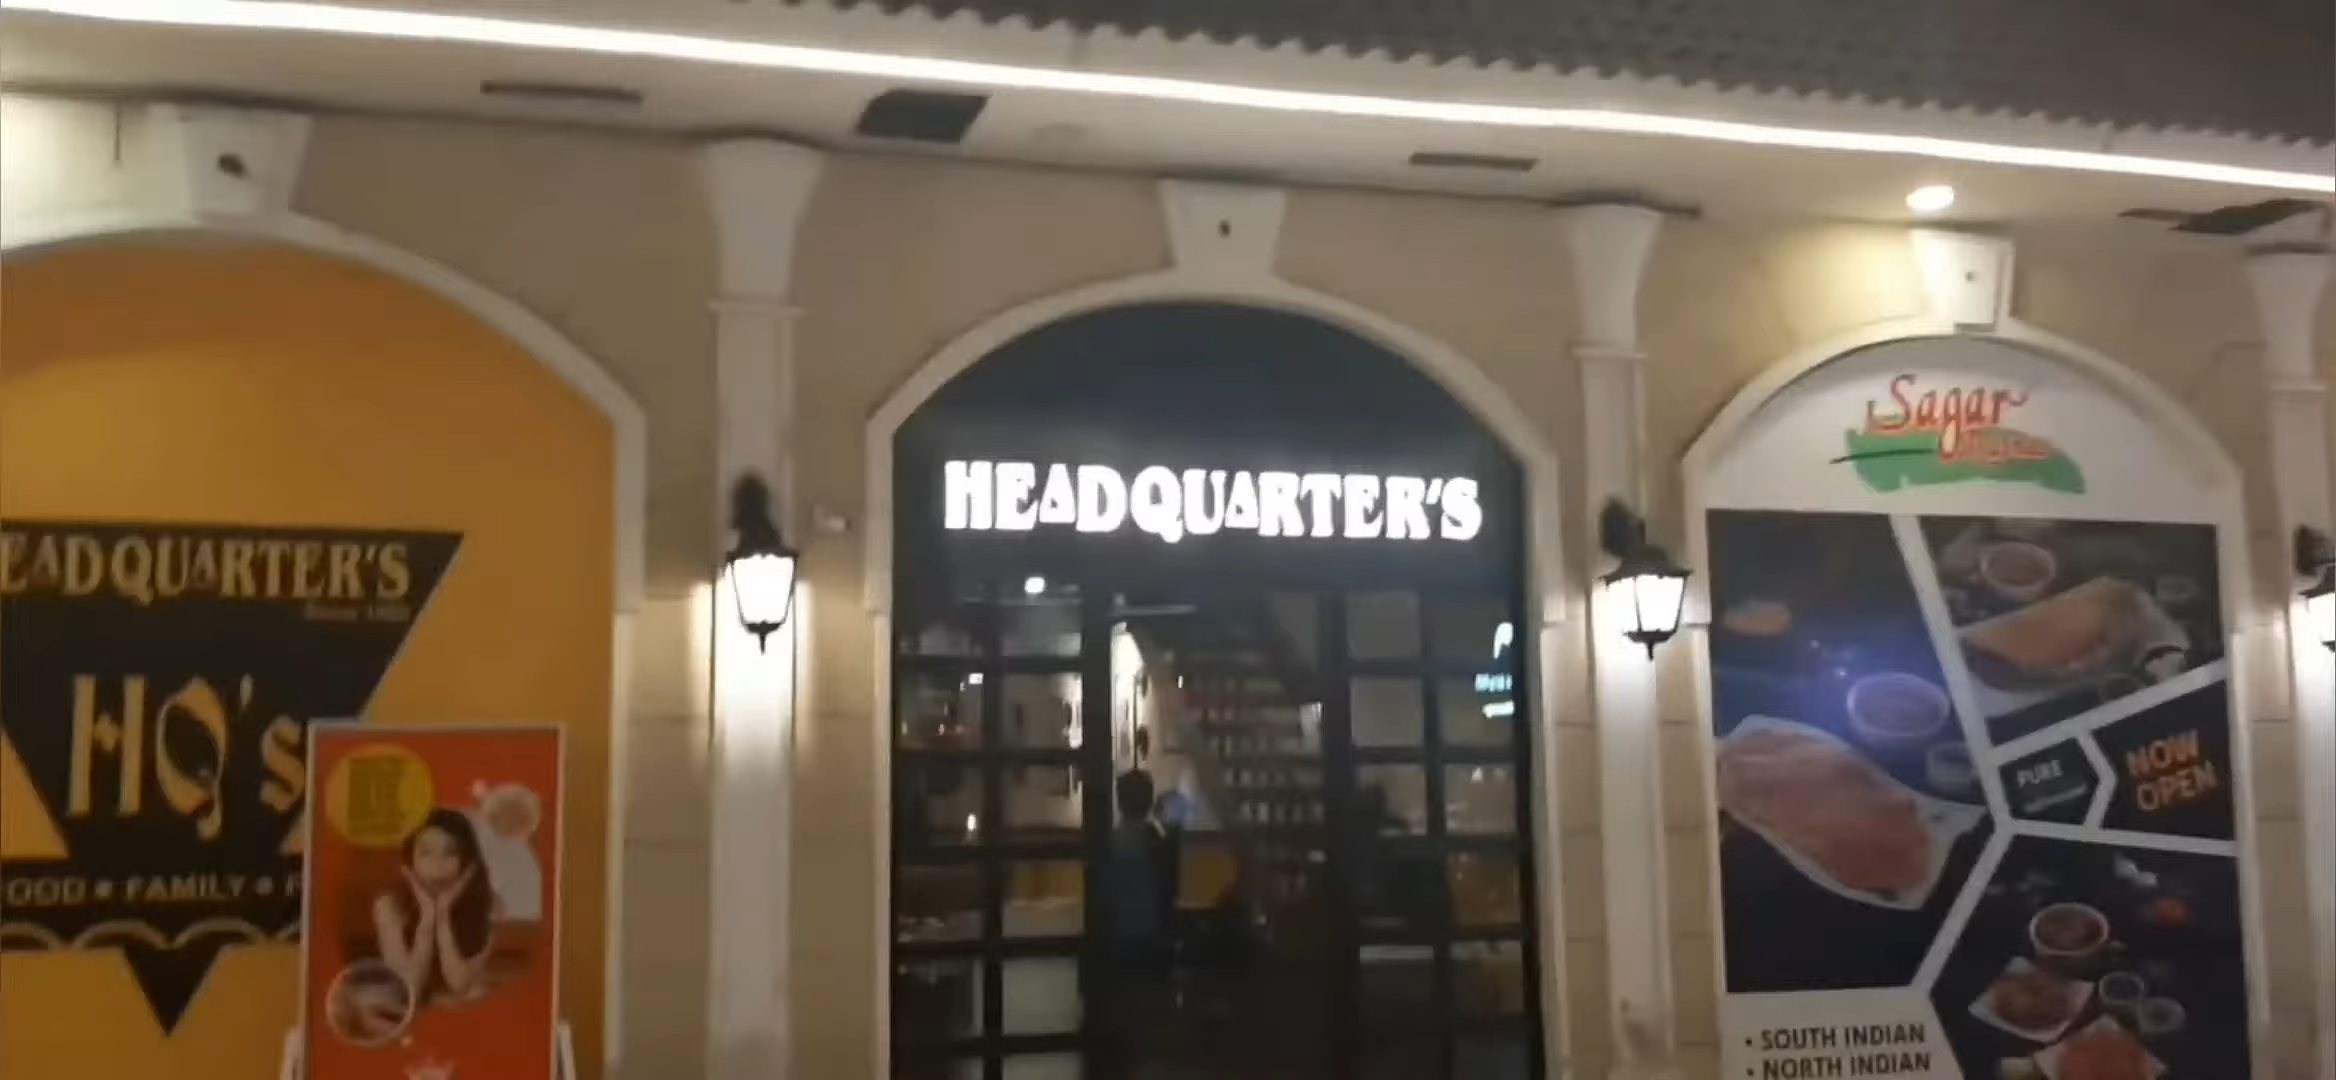 EADQUARTER'S
HQ's
OOD • FAMILY •
HEADQUARTER'S
Sagar
PURE
NOW
OPEN
• SOUTH INDIAN
• NORTH INDIAN